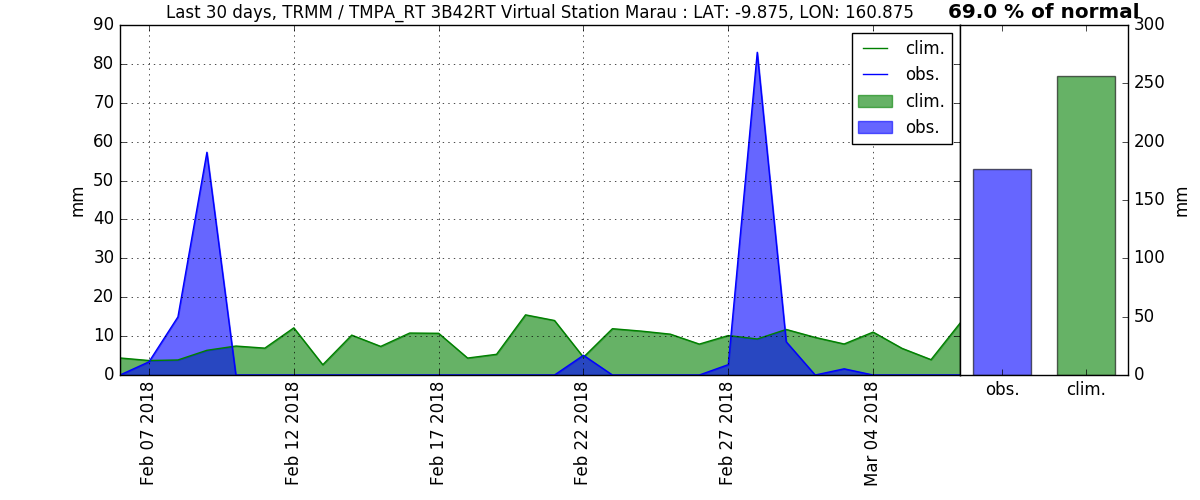 Last 30 days, TRMM / TMPA_RT 3B42RT Virtual Station Marau : LAT: -9.875, LON: 160.875
69.0 % of normal
90
80
70
60
50
40
30
20
10
0
mm
Feb 07 2018
Feb 12 2018
Feb 17 2018
Feb 22 2018
Feb 27 2018
Mar 04 2018
clim.
obs.
clim.
obs.
300
250
200
150
100
50
0
mm
obs.
clim.